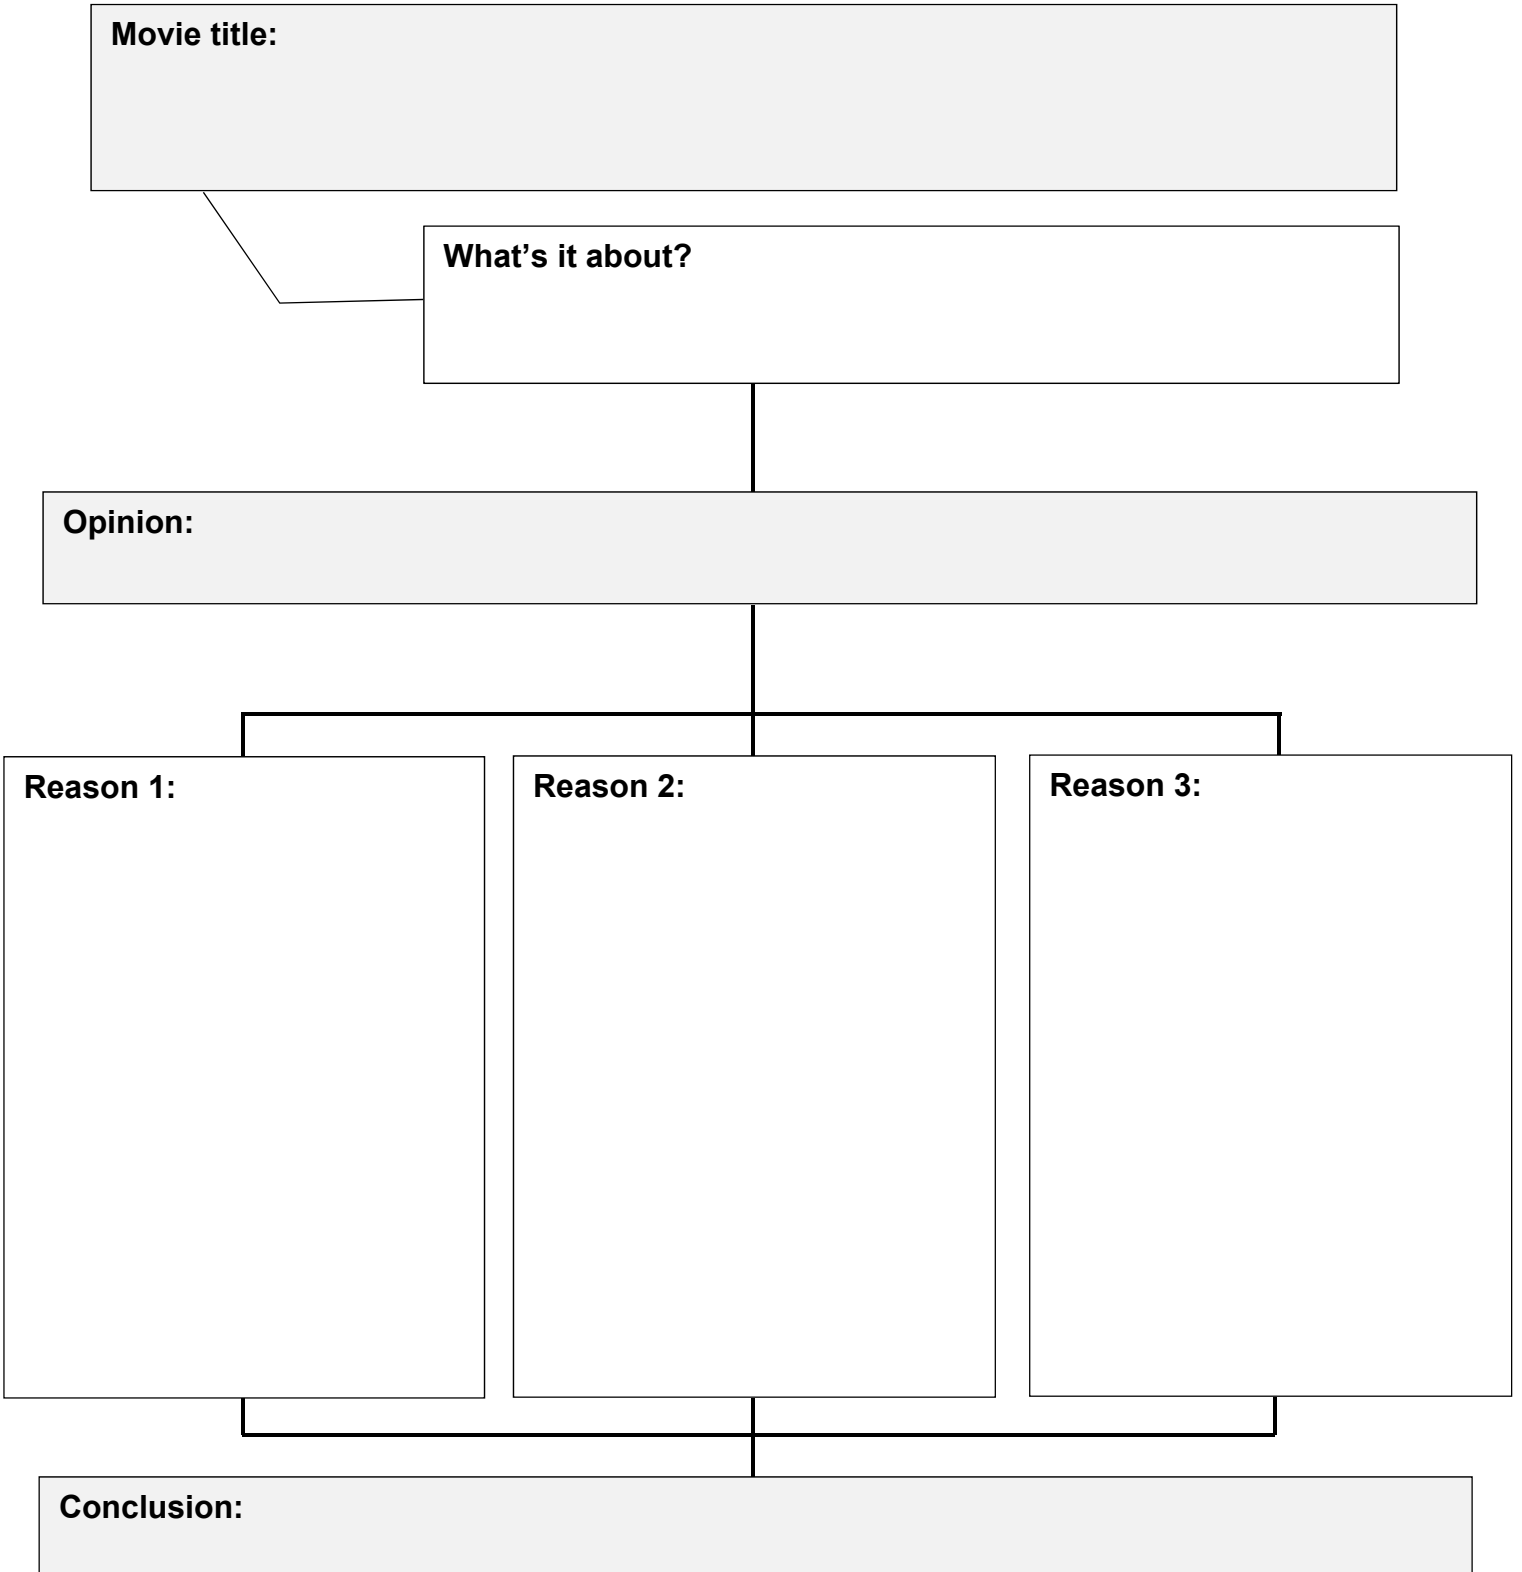 Movie title:
What’s it about?
Opinion:
Reason 1:
Reason 2:
Reason 3:
Conclusion: